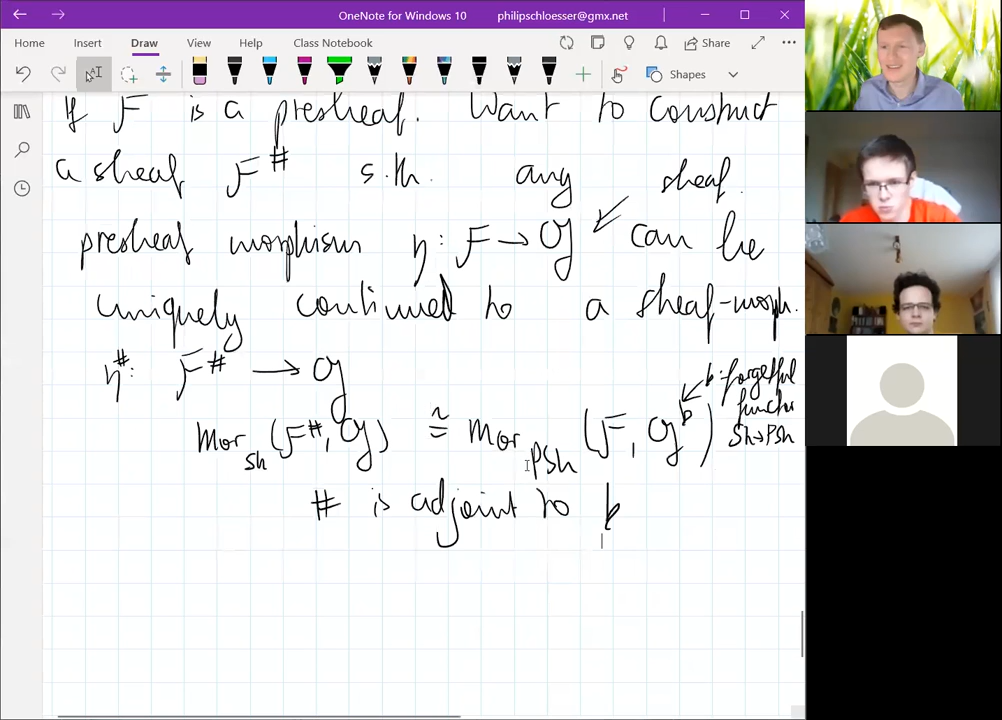 OneNote for Windows 10
philipschloesser@gmx.net
Home Insert Draw View Help Class Notebook
Share
Shapes
If F is a presheaf. Want to construct
a sheaf F# s.th. any sheaf.
presheaf morphism η: F → G can be
uniquely continued to a sheaf-morph.
η#: F# → G
♭: forgetful
functor
Sh→PSh
Mor_Sh (F#, G) ≅ Mor_PSh (F, G^♭)
# is adjoint to ♭